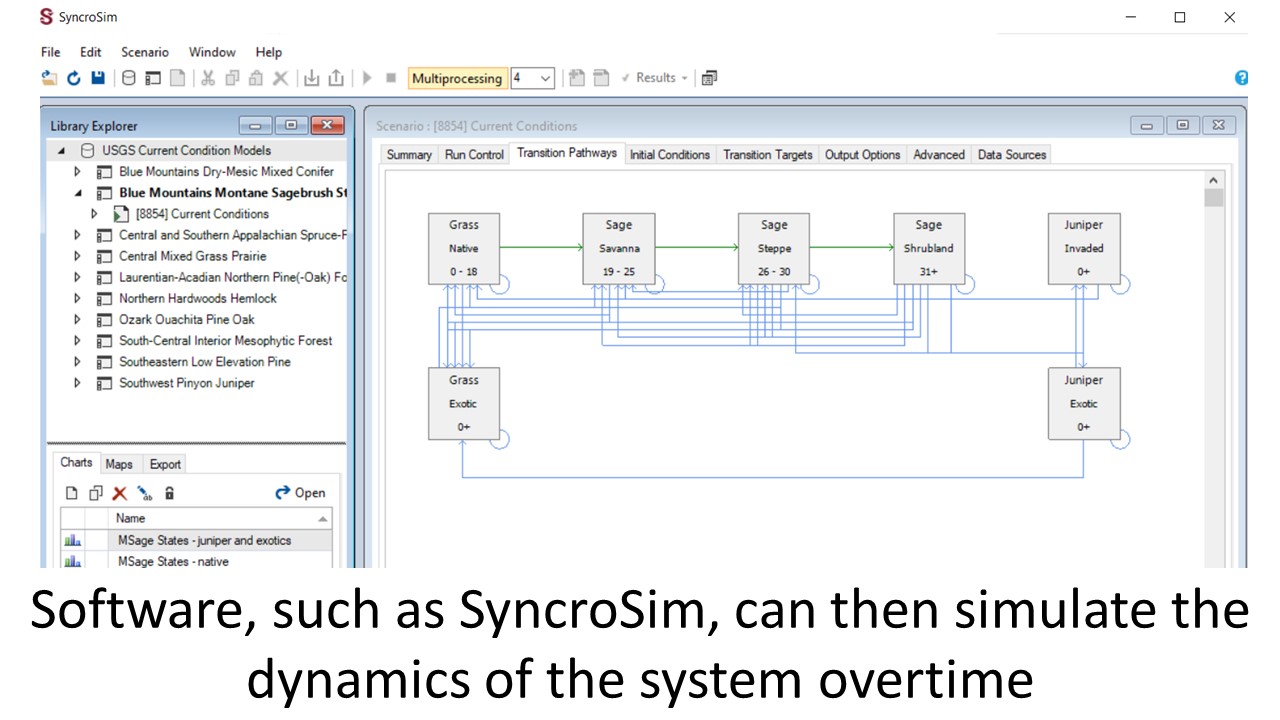 SyncroSim
File Edit Scenario Window Help
Multiprocessing 4 Results
Library Explorer
USGS Current Condition Models
Blue Mountains Dry-Mesic Mixed Conifer
Blue Mountains Montane Sagebrush St
[8854] Current Conditions
Central and Southern Appalachian Spruce-F
Central Mixed Grass Prairie
Laurentian-Acadian Northern Pine(-Oak) Fo
Northern Hardwoods Hemlock
Ozark Ouachita Pine Oak
South-Central Interior Mesophytic Forest
Southeastern Low Elevation Pine
Southwest Pinyon Juniper
Charts Maps Export
Open
Name
MSage States - juniper and exotics
MSage States - native
Scenario : [8854] Current Conditions
Summary Run Control Transition Pathways Initial Conditions Transition Targets Output Options Advanced Data Sources
Grass
Native
0 - 18
Sage
Savanna
19 - 25
Sage
Steppe
26 - 30
Sage
Shrubland
31+
Juniper
Invaded
0+
Grass
Exotic
0+
Juniper
Exotic
0+
Software, such as SyncroSim, can then simulate the
dynamics of the system overtime